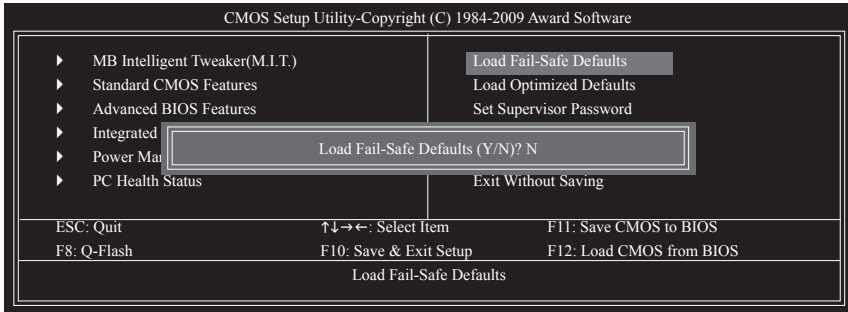 CMOS Setup Utility-Copyright (C) 1984-2009 Award Software
MB Intelligent Tweaker(M.I.T.)
Standard CMOS Features
Advanced BIOS Features
Integrated
Power Mar
PC Health Status
Load Fail-Safe Defaults
Load Optimized Defaults
Set Supervisor Password
Exit Without Saving
Load Fail-Safe Defaults (Y/N)? N
ESC: Quit ↑↓→←: Select Item F11: Save CMOS to BIOS
F8: Q-Flash F10: Save & Exit Setup F12: Load CMOS from BIOS
Load Fail-Safe Defaults